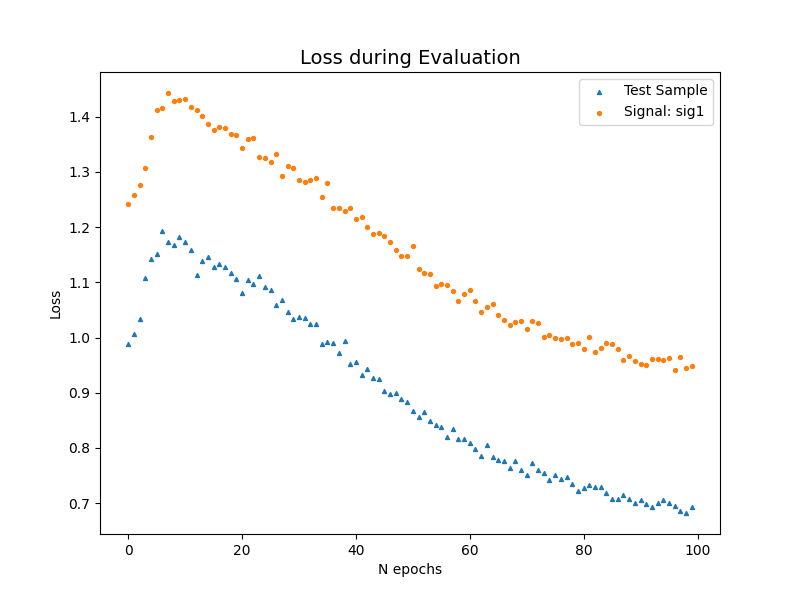 Loss during Evaluation
Test Sample
Signal: sig1
1.4
1.3
1.2
1.1
1.0
0.9
0.8
0.7
Loss
0 20 40 60 80 100
N epochs